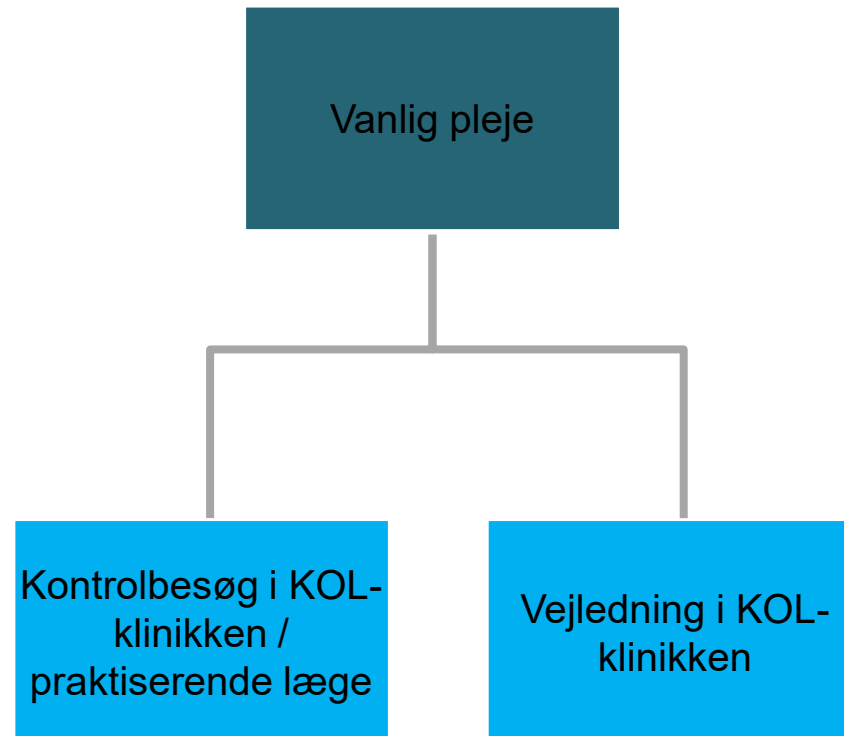 Vanlig pleje
Kontrolbesøg i KOL-
klinikken /
praktiserende læge
Vejledning i KOL-
klinikken